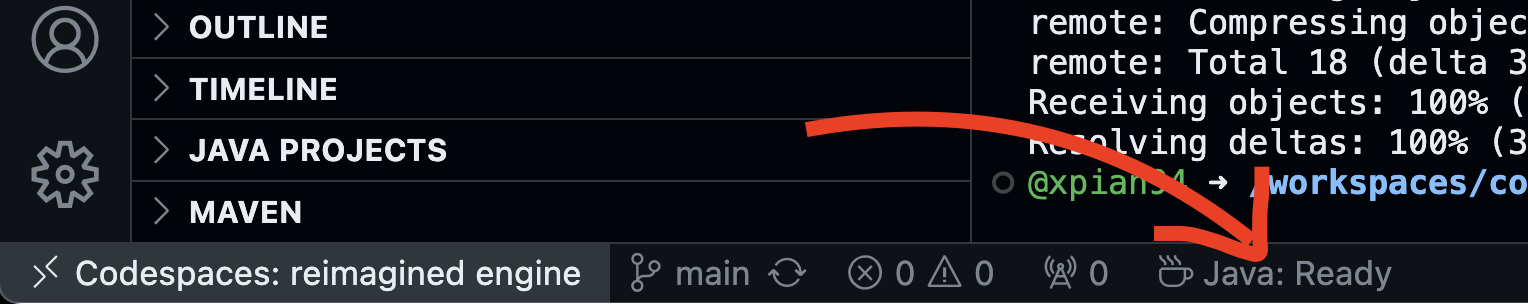 OUTLINE
TIMELINE
JAVA PROJECTS
MAVEN
remote: Compressing objec
remote: Total 18 (delta 3
Receiving objects: 100% (
Resolving deltas: 100% (3
@xpian94 ➜ /workspaces/co
Codespaces: reimagined engine main 0 0 0 Java: Ready